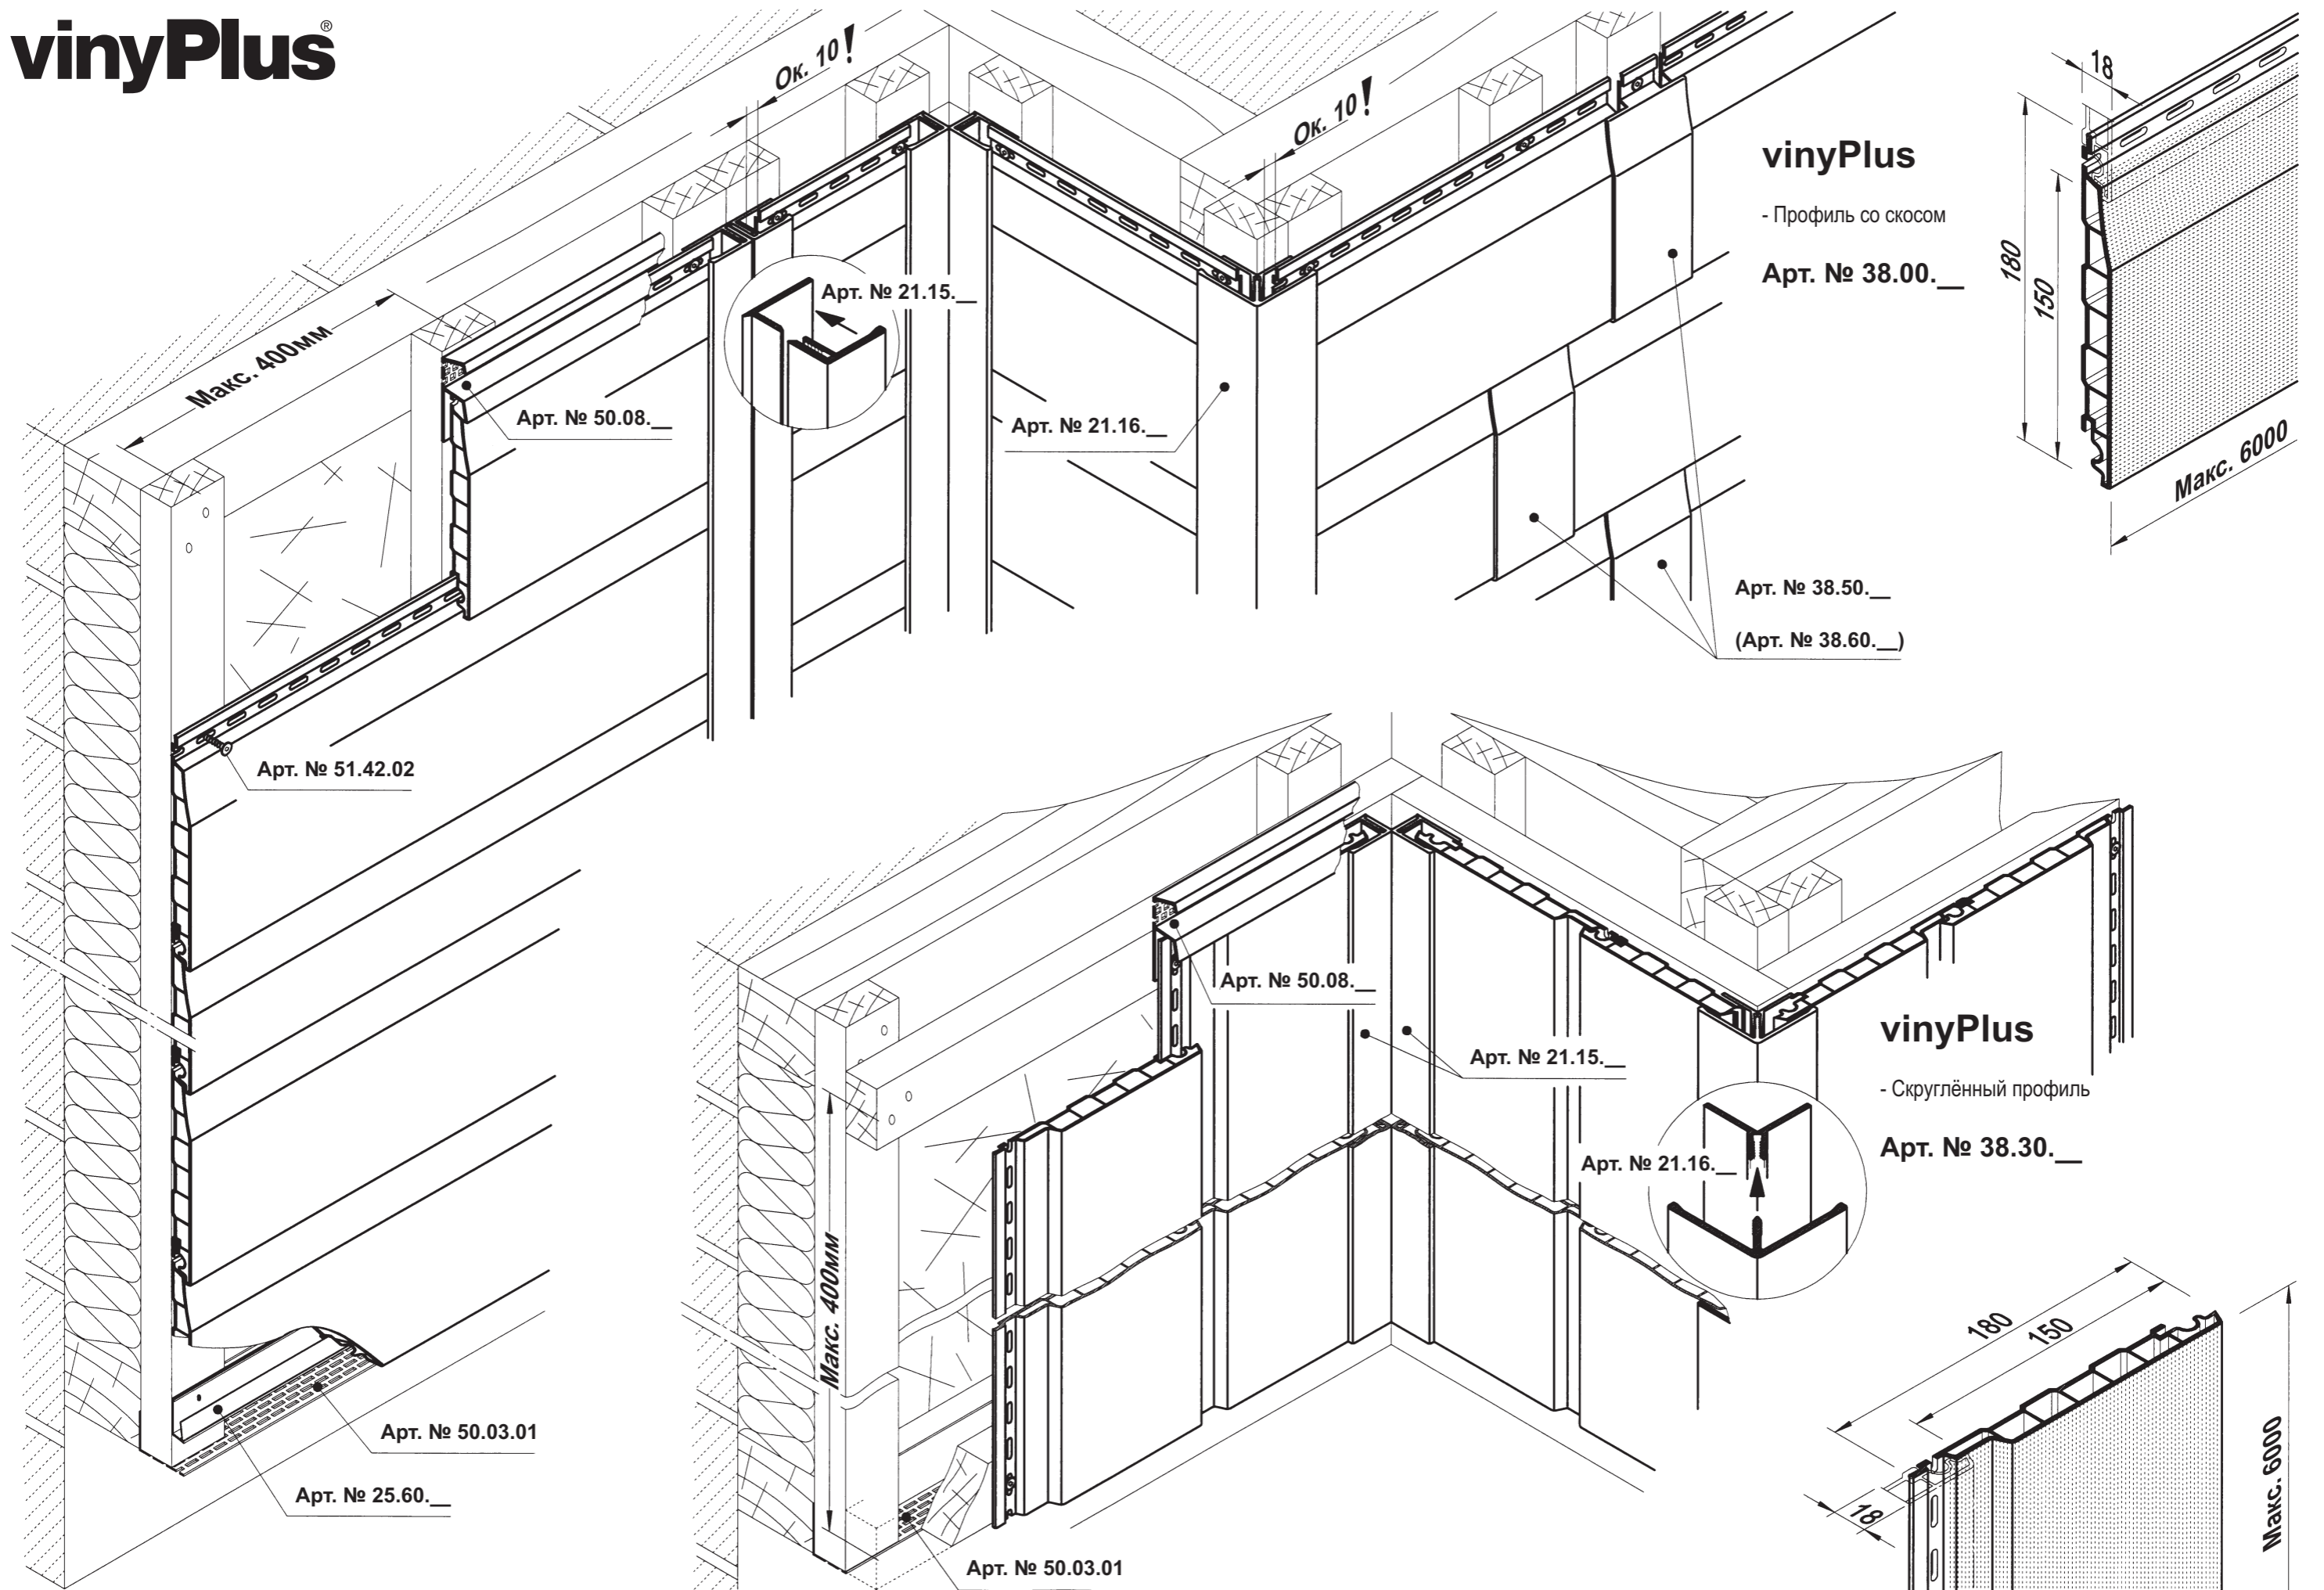 vinyPlus®
Ок. 10!
Ок. 10!
18
vinyPlus
- Профиль со скосом
Арт. № 38.00.__
180
150
Макс. 6000
Макс. 400мм
Арт. № 21.15.__
Арт. № 50.08.__
Арт. № 21.16.__
Арт. № 38.50.__
(Арт. № 38.60.__)
Арт. № 51.42.02
Арт. № 50.08.__
Арт. № 21.15.__
vinyPlus
- Скруглённый профиль
Арт. № 38.30.__
Арт. № 21.16.__
Макс. 400мм
180
150
Макс. 6000
18
Арт. № 50.03.01
Арт. № 25.60.__
Арт. № 50.03.01